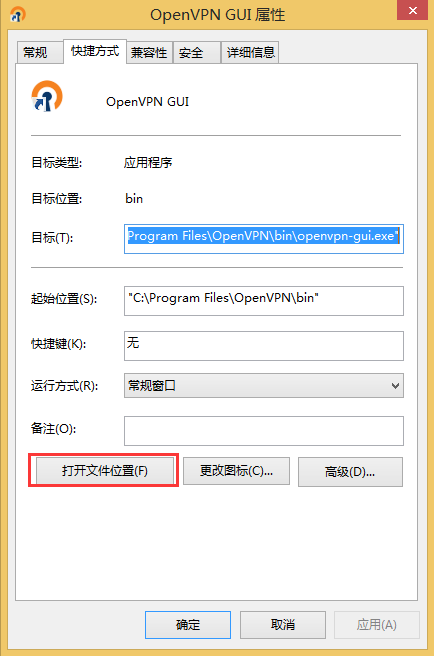 OpenVPN GUI 属性
常规 快捷方式 兼容性 安全 详细信息
OpenVPN GUI
目标类型: 应用程序
目标位置: bin
目标(T): Program Files\OpenVPN\bin\openvpn-gui.exe"
起始位置(S): "C:\Program Files\OpenVPN\bin"
快捷键(K): 无
运行方式(R): 常规窗口
备注(O):
打开文件位置(F) 更改图标(C)... 高级(D)...
确定 取消 应用(A)